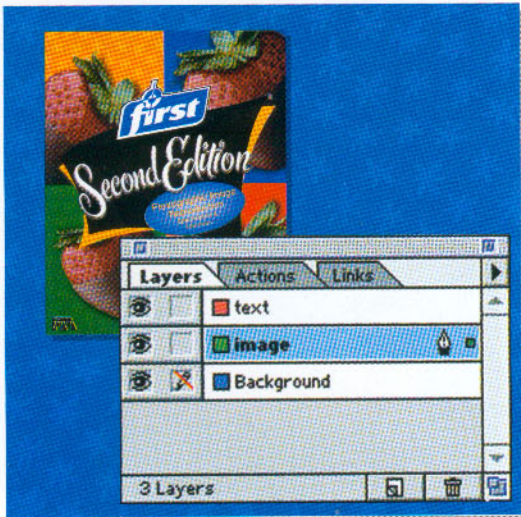 first
Second Edition
Layers
Actions
Links
text
image
Background
3 Layers